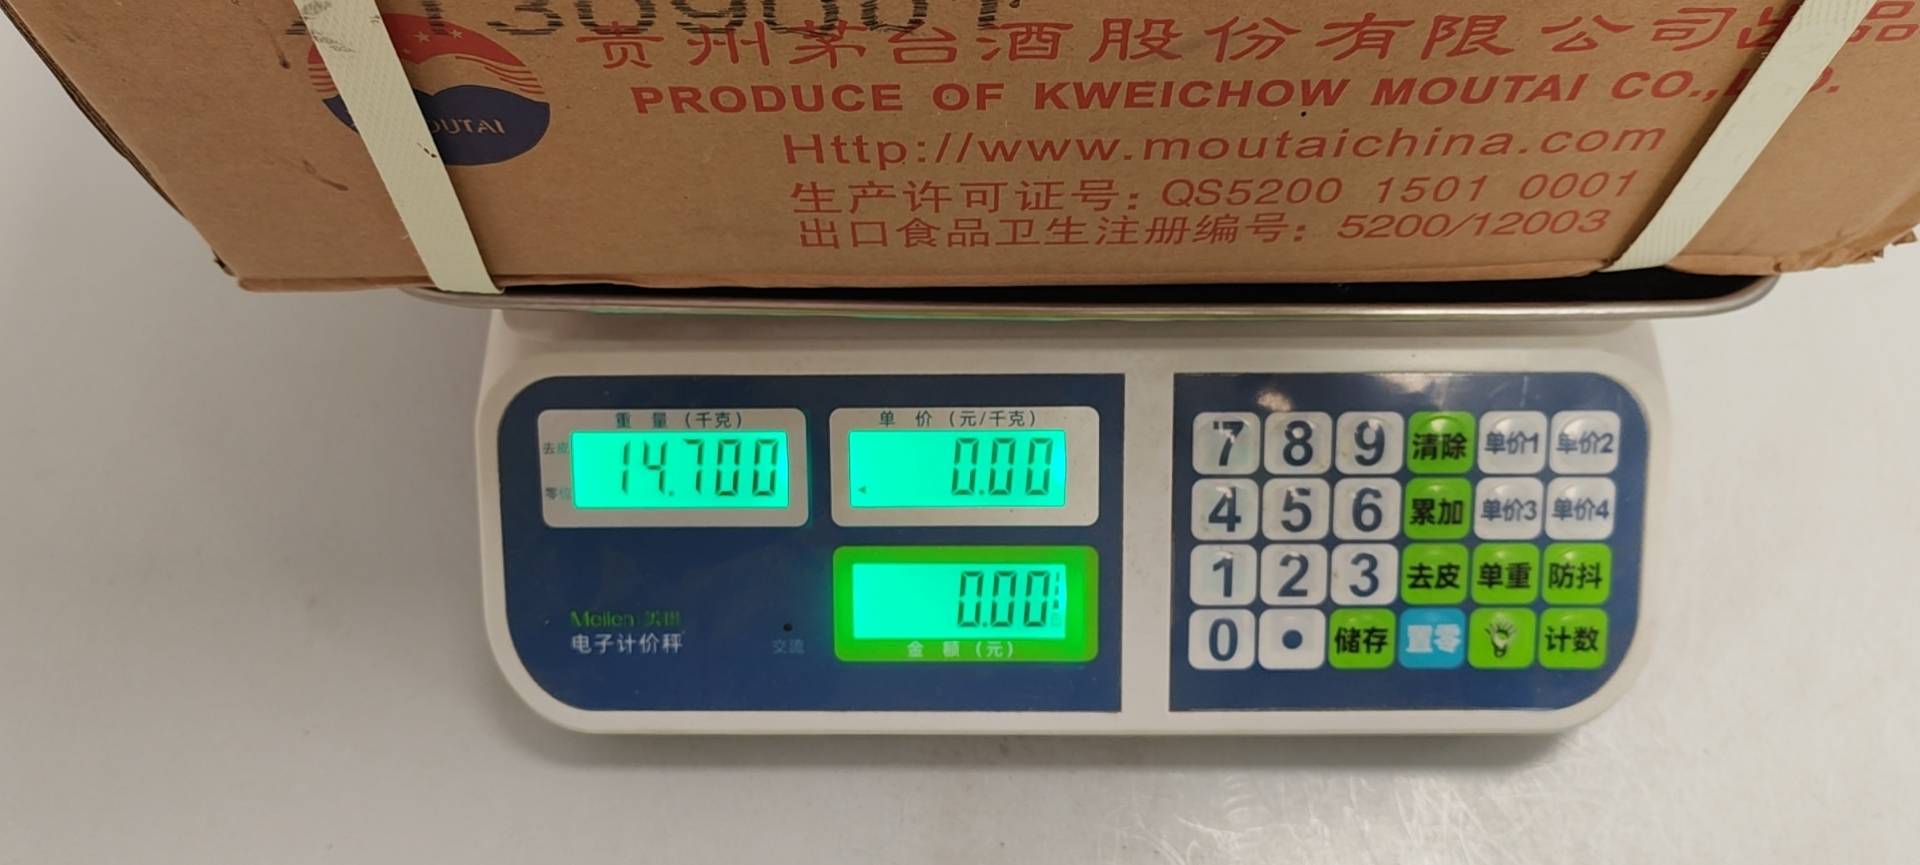 贵州茅台酒股份有限公司出品
PRODUCE OF KWEICHOW MOUTAI CO.,
Http://www.moutaichina.com
生产许可证号: QS5200 1501 0001
出口食品卫生注册编号: 5200/12003
OUTAI
重 量 (千克)
去皮
14.700
零位
单 价 (元/千克)
0.00
0.00
金 额 (元)
Meilen
电子计价秤
交流
7 8 9 清除 单价1 单价2
4 5 6 累加 单价3 单价4
1 2 3 去皮 单重 防抖
0 . 储存 置零 计数